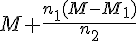 M + \frac{n_1(M-M_1)}{n_2}